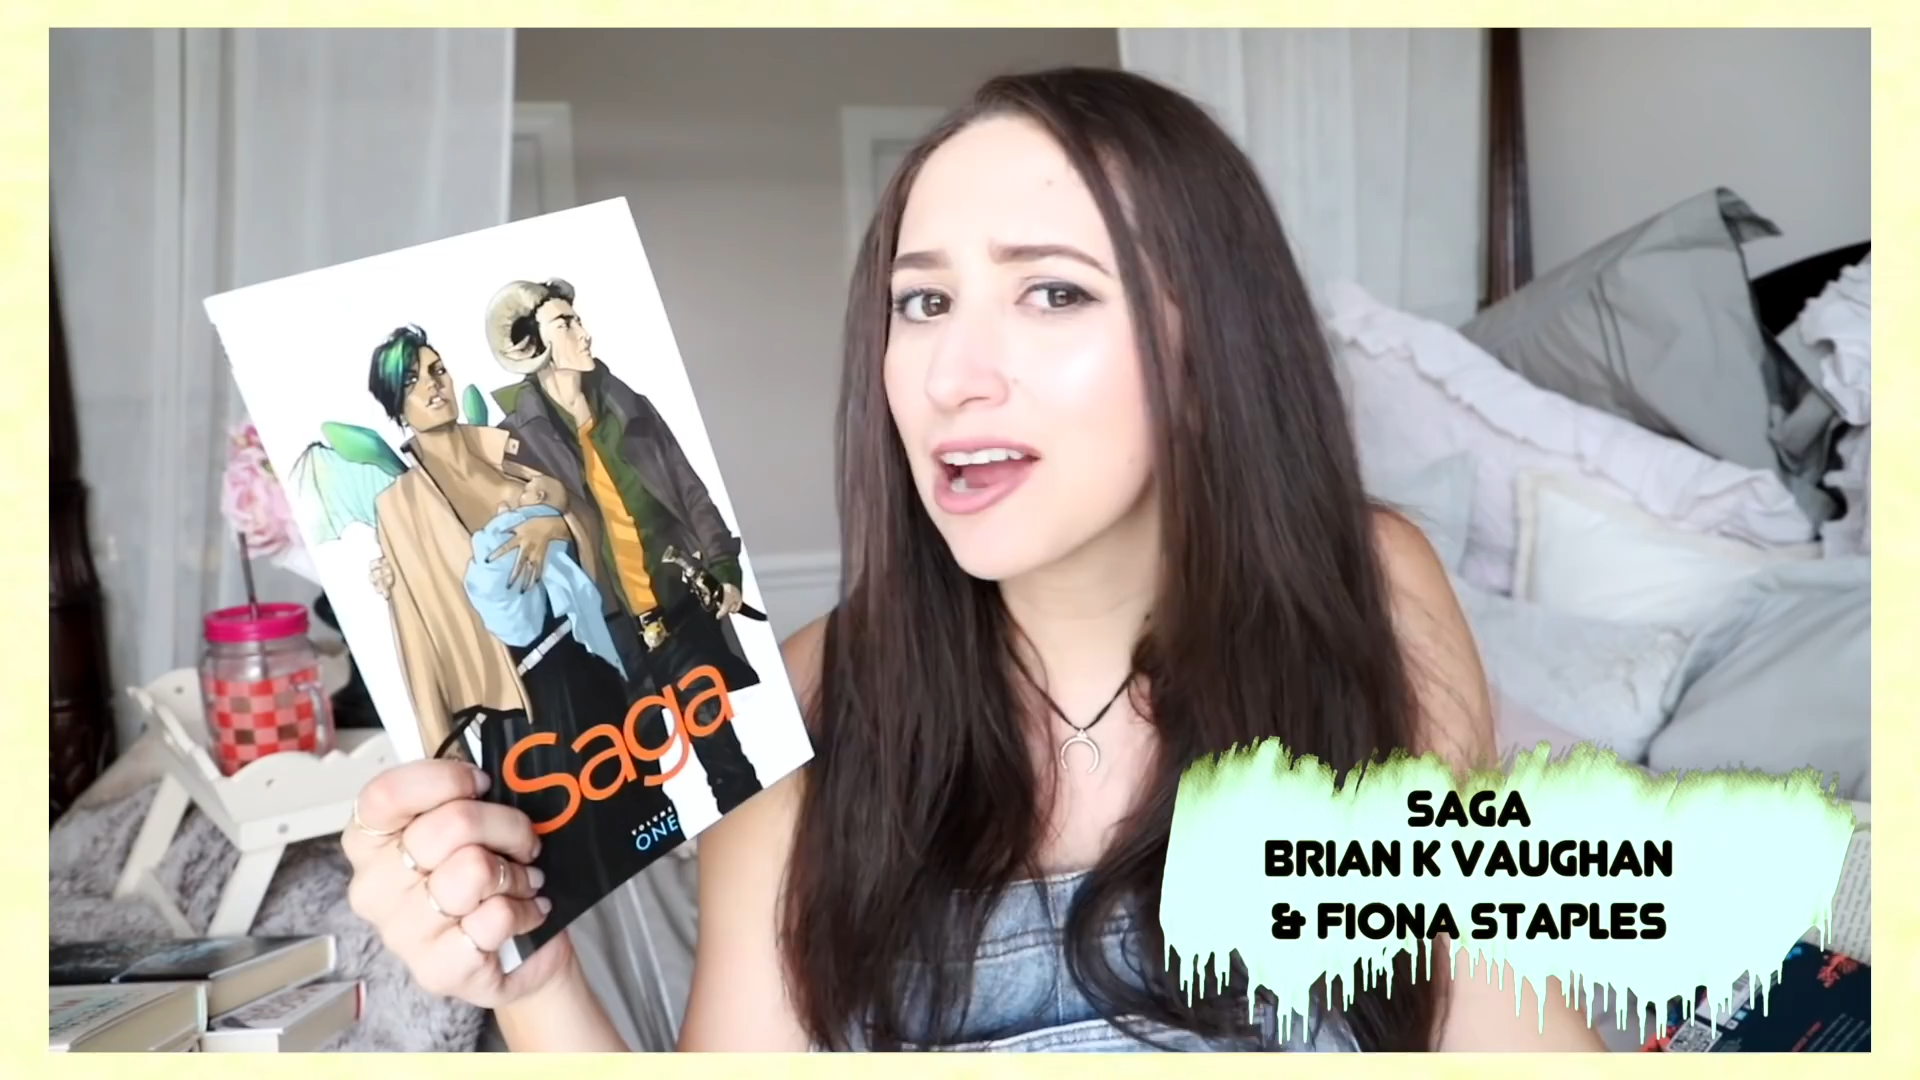 Saga
VOLUME
ONE
SAGA
BRIAN K VAUGHAN
& FIONA STAPLES